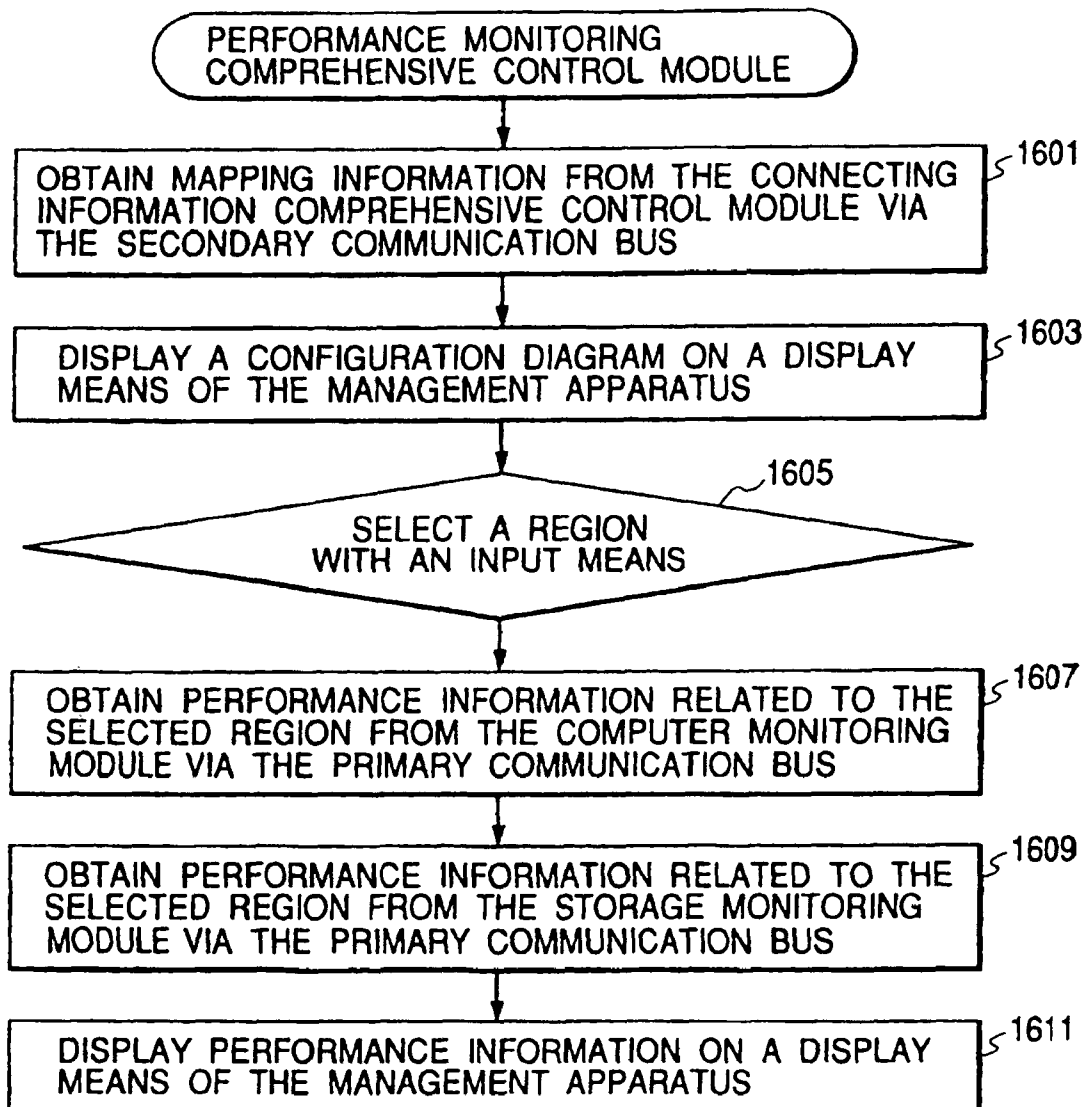 PERFORMANCE MONITORING
COMPREHENSIVE CONTROL MODULE
1601
OBTAIN MAPPING INFORMATION FROM THE CONNECTING
INFORMATION COMPREHENSIVE CONTROL MODULE VIA
THE SECONDARY COMMUNICATION BUS
1603
DISPLAY A CONFIGURATION DIAGRAM ON A DISPLAY
MEANS OF THE MANAGEMENT APPARATUS
1605
SELECT A REGION
WITH AN INPUT MEANS
1607
OBTAIN PERFORMANCE INFORMATION RELATED TO THE
SELECTED REGION FROM THE COMPUTER MONITORING
MODULE VIA THE PRIMARY COMMUNICATION BUS
1609
OBTAIN PERFORMANCE INFORMATION RELATED TO THE
SELECTED REGION FROM THE STORAGE MONITORING
MODULE VIA THE PRIMARY COMMUNICATION BUS
1611
DISPLAY PERFORMANCE INFORMATION ON A DISPLAY
MEANS OF THE MANAGEMENT APPARATUS